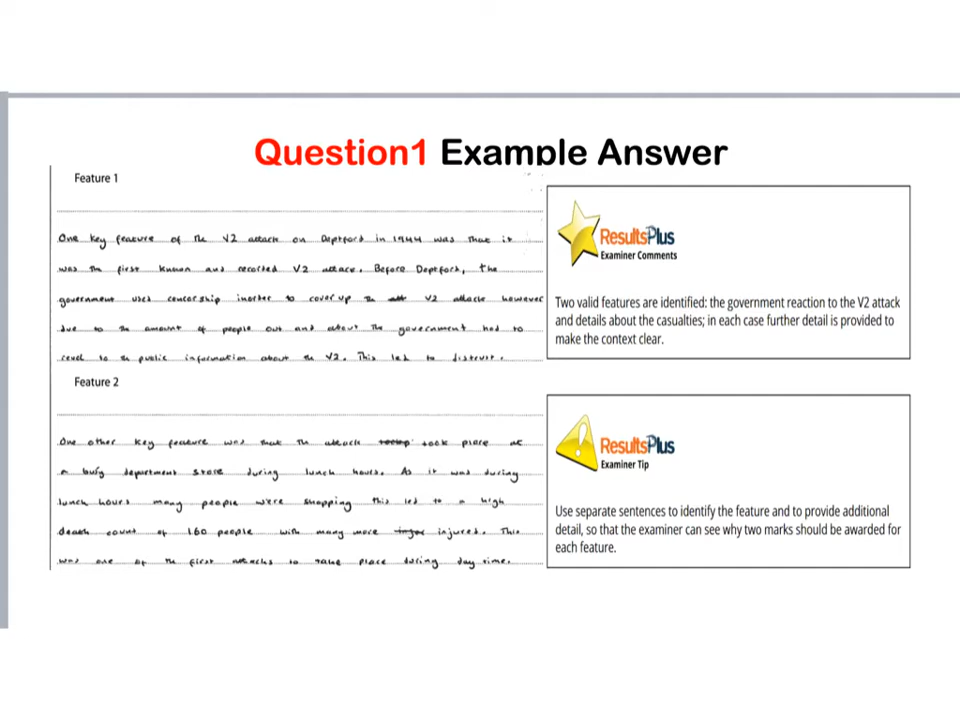 Question1 Example Answer
Feature 1
One key feature of the V2 attack on Deptford in 1944 was that it
was the first known and recorded V2 attack. Before Deptford, the
government used censorship inorder to cover up the V2 attacks however
due to the amount of people out and about the government had to
to the public information about the V2. This led to distrust.
Feature 2
One other key feature was that the attack took place at
a busy department store during lunch hours. As it was during
lunch hours many people were shopping this led to a high
death count of 160 people with many more injured. This
was one of the first attacks to take place during day time.
ResultsPlus
Examiner Comments
Two valid features are identified: the government reaction to the V2 attack
and details about the casualties; in each case further detail is provided to
make the context clear.
ResultsPlus
Examiner Tip
Use separate sentences to identify the feature and to provide additional
detail, so that the examiner can see why two marks should be awarded for
each feature.